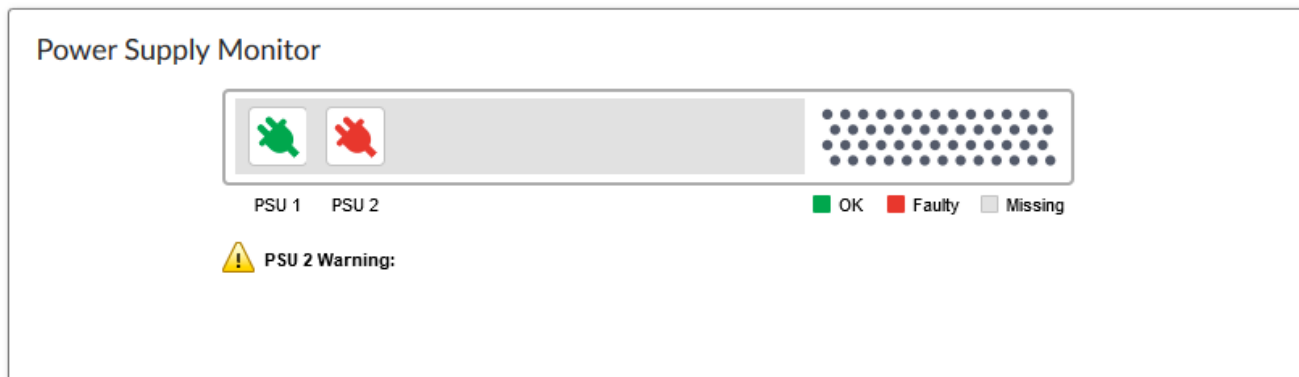 Power Supply Monitor
PSU 1 PSU 2
OK Faulty Missing
PSU 2 Warning: